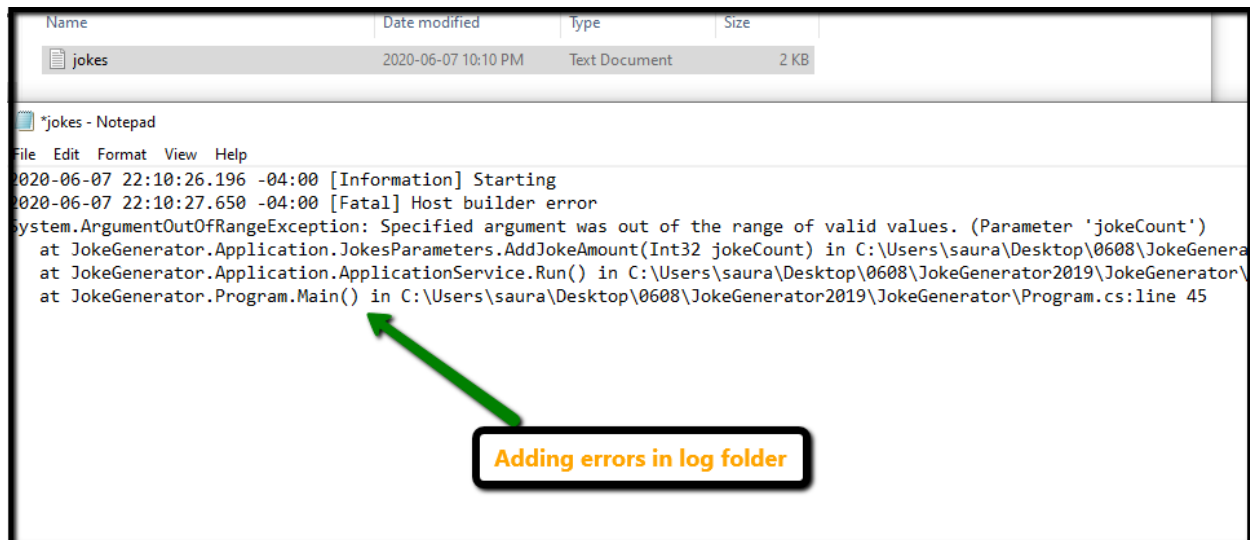 Name Date modified Type Size
jokes 2020-06-07 10:10 PM Text Document 2 KB
*jokes - Notepad
File Edit Format View Help
2020-06-07 22:10:26.196 -04:00 [Information] Starting
2020-06-07 22:10:27.650 -04:00 [Fatal] Host builder error
System.ArgumentOutOfRangeException: Specified argument was out of the range of valid values. (Parameter 'jokeCount')
at JokeGenerator.Application.JokesParameters.AddJokeAmount(Int32 jokeCount) in C:\Users\saura\Desktop\0608\JokeGenera
at JokeGenerator.Application.ApplicationService.Run() in C:\Users\saura\Desktop\0608\JokeGenerator2019\JokeGenerator\
at JokeGenerator.Program.Main() in C:\Users\saura\Desktop\0608\JokeGenerator2019\JokeGenerator\Program.cs:line 45
Adding errors in log folder